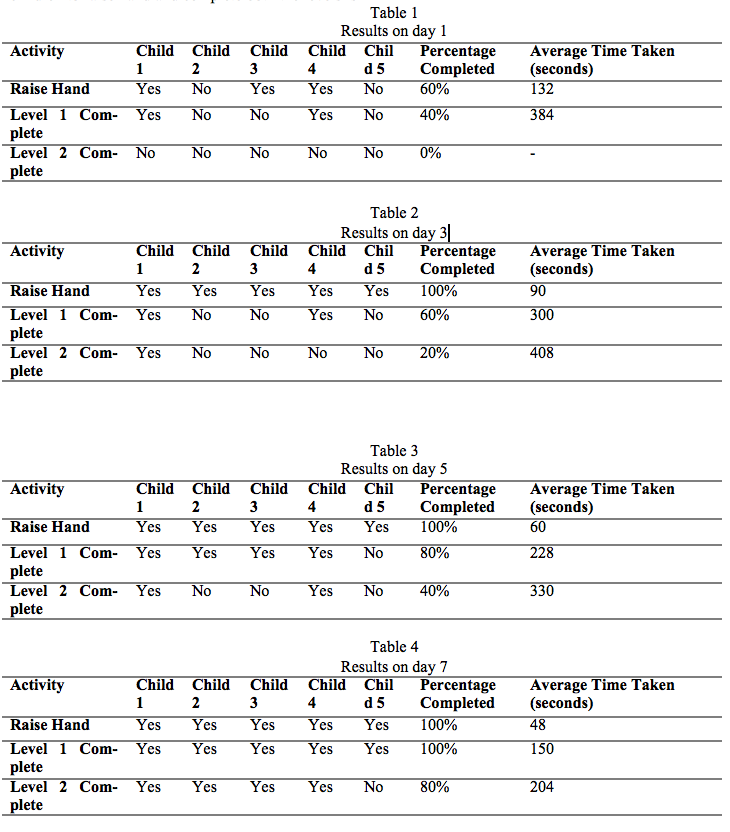 Table 1
Results on day 1
Activity Child 1 Child 2 Child 3 Child 4 Chil d 5 Percentage Completed Average Time Taken (seconds)
Raise Hand Yes No Yes Yes No 60% 132
Level 1 Com- plete Yes No No Yes No 40% 384
Level 2 Com- plete No No No No No 0% -
Table 2
Results on day 3
Activity Child 1 Child 2 Child 3 Child 4 Chil d 5 Percentage Completed Average Time Taken (seconds)
Raise Hand Yes Yes Yes Yes Yes 100% 90
Level 1 Com- plete Yes No No Yes No 60% 300
Level 2 Com- plete Yes No No No No 20% 408
Table 3
Results on day 5
Activity Child 1 Child 2 Child 3 Child 4 Chil d 5 Percentage Completed Average Time Taken (seconds)
Raise Hand Yes Yes Yes Yes Yes 100% 60
Level 1 Com- plete Yes Yes Yes Yes No 80% 228
Level 2 Com- plete Yes No No Yes No 40% 330
Table 4
Results on day 7
Activity Child 1 Child 2 Child 3 Child 4 Chil d 5 Percentage Completed Average Time Taken (seconds)
Raise Hand Yes Yes Yes Yes Yes 100% 48
Level 1 Com- plete Yes Yes Yes Yes Yes 100% 150
Level 2 Com- plete Yes Yes Yes Yes No 80% 204